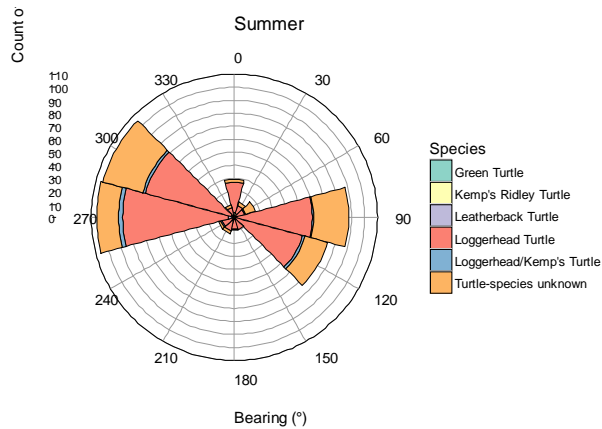 Summer
Count o
0
30
60
90
120
150
180
210
240
270
300
330
110
100
90
80
70
60
50
40
30
20
10
0
Bearing (°)
Species
Green Turtle
Kemp's Ridley Turtle
Leatherback Turtle
Loggerhead Turtle
Loggerhead/Kemp's Turtle
Turtle-species unknown